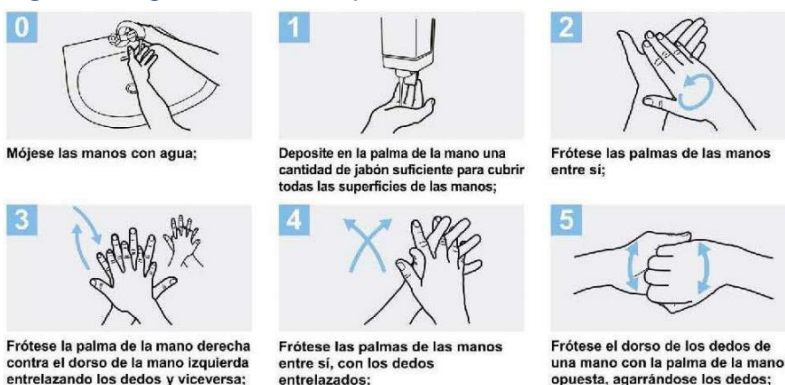 0
Mójese las manos con agua;
1
Deposite en la palma de la mano una
cantidad de jabón suficiente para cubrir
todas las superficies de las manos;
2
Frótese las palmas de las manos
entre sí;
3
Frótese la palma de la mano derecha
contra el dorso de la mano izquierda
entrelazando los dedos y viceversa;
4
Frótese las palmas de las manos
entre sí, con los dedos
entrelazados;
5
Frótese el dorso de los dedos de
una mano con la palma de la mano
opuesta, agarrándose los dedos;